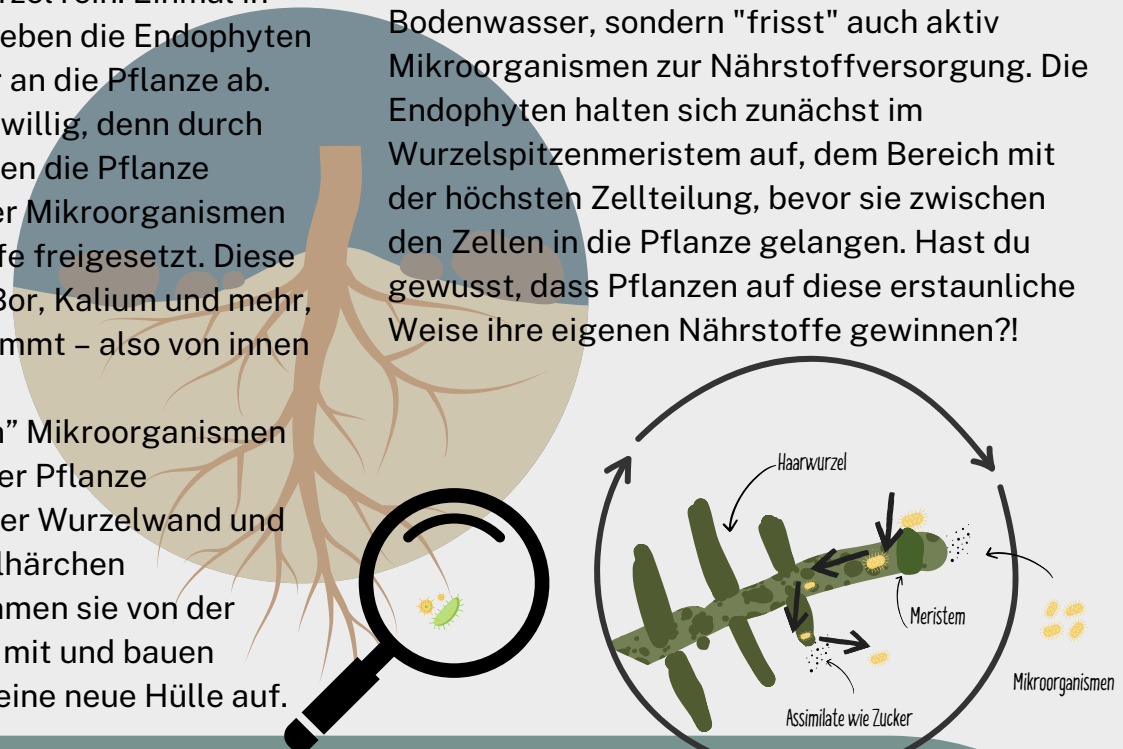 eben die Endophyten
an die Pflanze ab.
willig, denn durch
en die Pflanze
er Mikroorganismen
fe freigesetzt. Diese
Bor, Kalium und mehr,
mmt – also von innen
n” Mikroorganismen
er Pflanze
er Wurzelwand und
lhärchen
men sie von der
mit und bauen
eine neue Hülle auf.
Bodenwasser, sondern "frisst" auch aktiv
Mikroorganismen zur Nährstoffversorgung. Die
Endophyten halten sich zunächst im
Wurzelspitzenmeristem auf, dem Bereich mit
der höchsten Zellteilung, bevor sie zwischen
den Zellen in die Pflanze gelangen. Hast du
gewusst, dass Pflanzen auf diese erstaunliche
Weise ihre eigenen Nährstoffe gewinnen?!
Haarwurzel
Meristem
Mikroorganismen
Assimilate wie Zucker